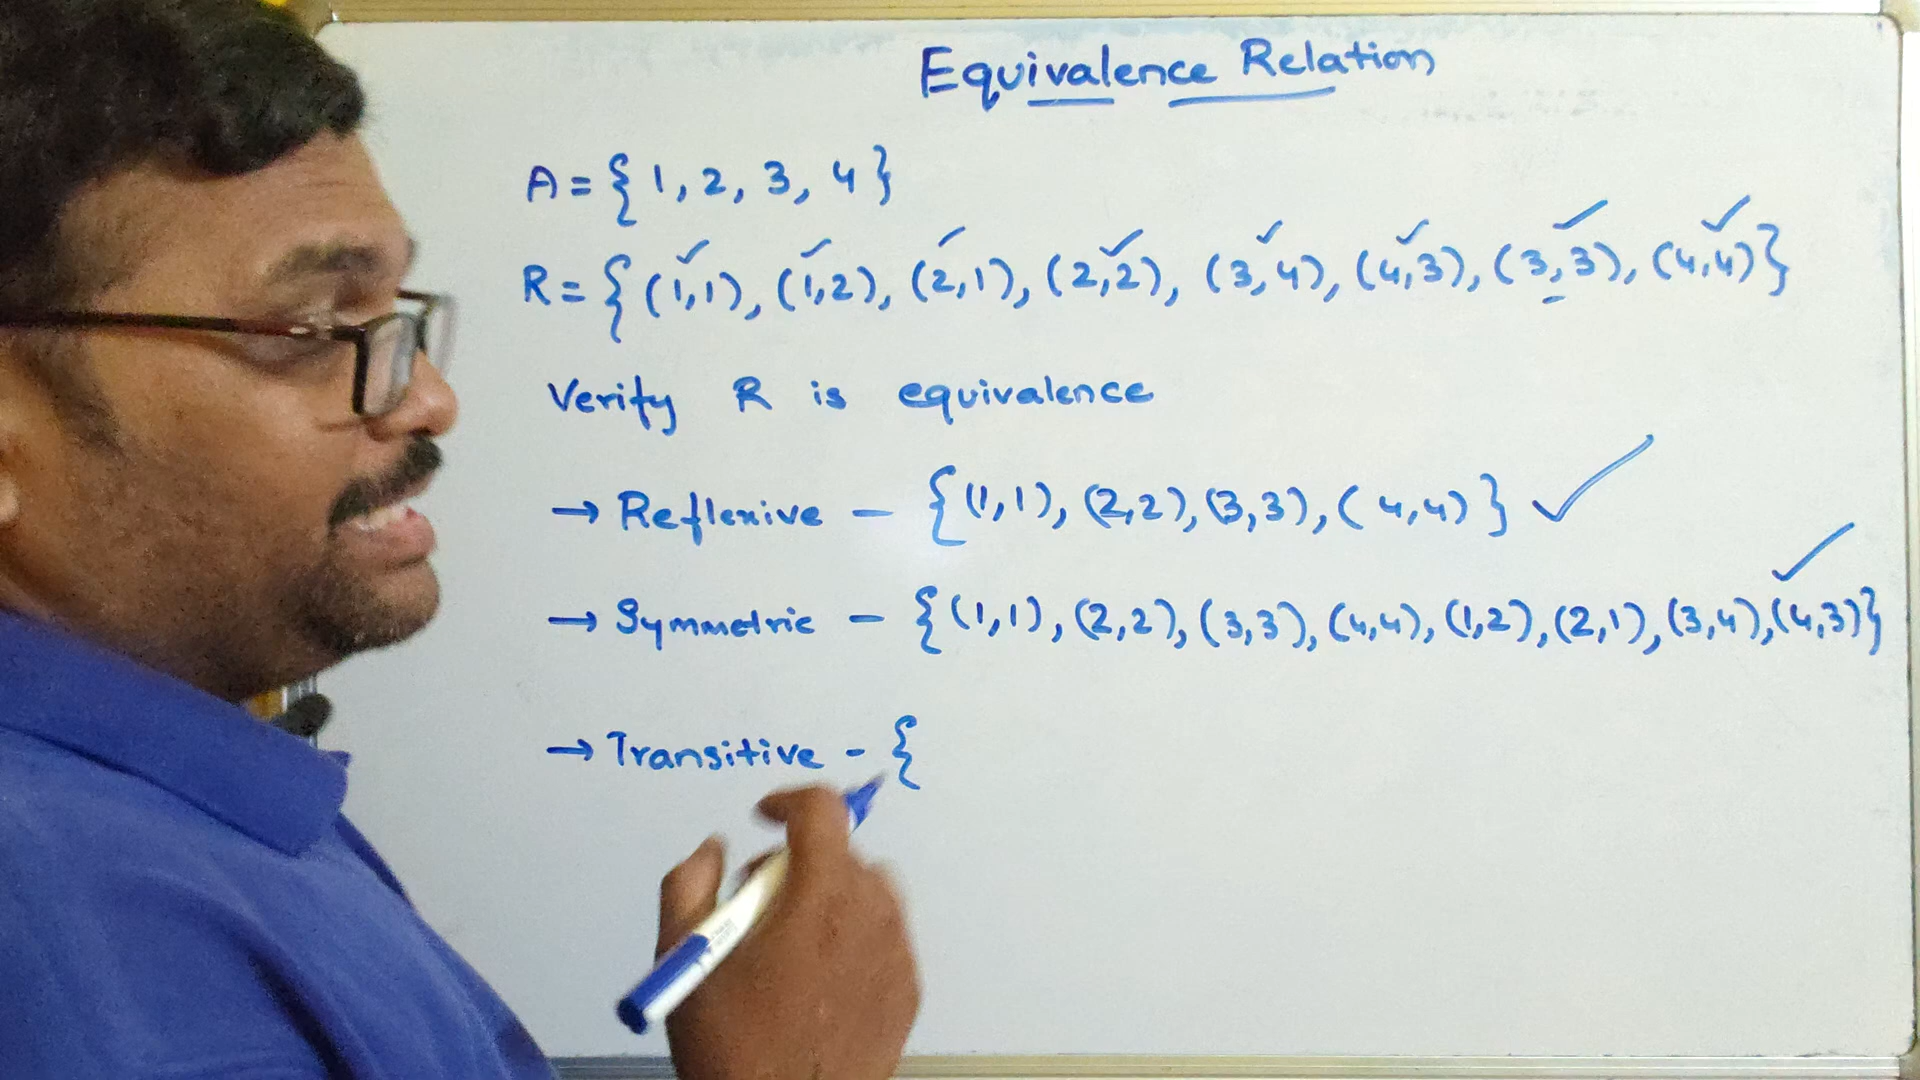 Equivalence Relation
A = { 1, 2, 3, 4 }
R = { (1,1), (1,2), (2,1), (2,2), (3,4), (4,3), (3,3), (4,4) }
Verify R is equivalence
→ Reflexive - { (1,1), (2,2), (3,3), (4,4) } ✓
→ Symmetric - { (1,1), (2,2), (3,3), (4,4), (1,2), (2,1), (3,4), (4,3) } ✓
→ Transitive - {